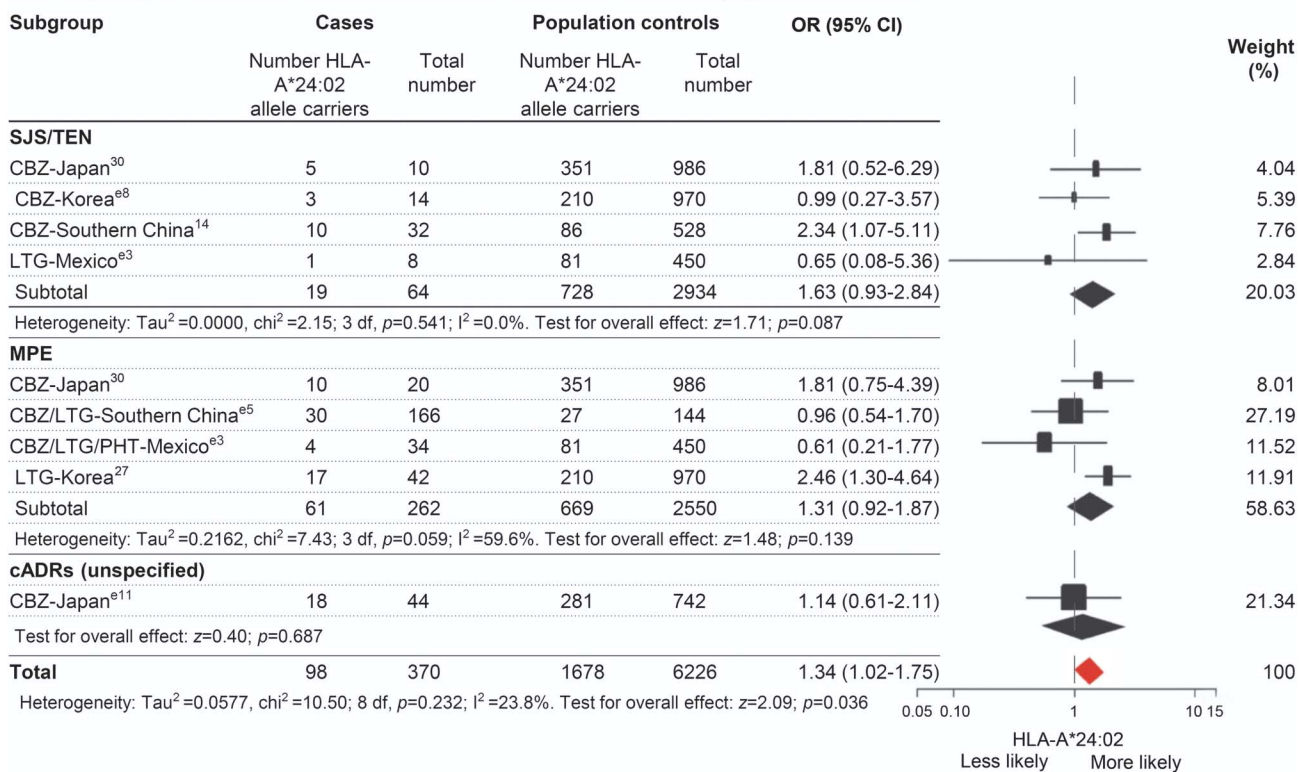 Subgroup Cases Population controls OR (95% CI) Weight (%)
Number HLA-A*24:02 allele carriers Total number Number HLA-A*24:02 allele carriers Total number
SJS/TEN
CBZ-Japan30 5 10 351 986 1.81 (0.52-6.29) 4.04
CBZ-Koreae8 3 14 210 970 0.99 (0.27-3.57) 5.39
CBZ-Southern China14 10 32 86 528 2.34 (1.07-5.11) 7.76
LTG-Mexicoe3 1 8 81 450 0.65 (0.08-5.36) 2.84
Subtotal 19 64 728 2934 1.63 (0.93-2.84) 20.03
Heterogeneity: Tau2 =0.0000, chi2 =2.15; 3 df, p=0.541; I2 =0.0%. Test for overall effect: z=1.71; p=0.087
MPE
CBZ-Japan30 10 20 351 986 1.81 (0.75-4.39) 8.01
CBZ/LTG-Southern Chinae5 30 166 27 144 0.96 (0.54-1.70) 27.19
CBZ/LTG/PHT-Mexicoe3 4 34 81 450 0.61 (0.21-1.77) 11.52
LTG-Korea27 17 42 210 970 2.46 (1.30-4.64) 11.91
Subtotal 61 262 669 2550 1.31 (0.92-1.87) 58.63
Heterogeneity: Tau2 =0.2162, chi2 =7.43; 3 df, p=0.059; I2 =59.6%. Test for overall effect: z=1.48; p=0.139
cADRs (unspecified)
CBZ-Japane11 18 44 281 742 1.14 (0.61-2.11) 21.34
Test for overall effect: z=0.40; p=0.687
Total 98 370 1678 6226 1.34 (1.02-1.75) 100
Heterogeneity: Tau2 =0.0577, chi2 =10.50; 8 df, p=0.232; I2 =23.8%. Test for overall effect: z=2.09; p=0.036
0.05 0.10 1 10 15
HLA-A*24:02
Less likely More likely